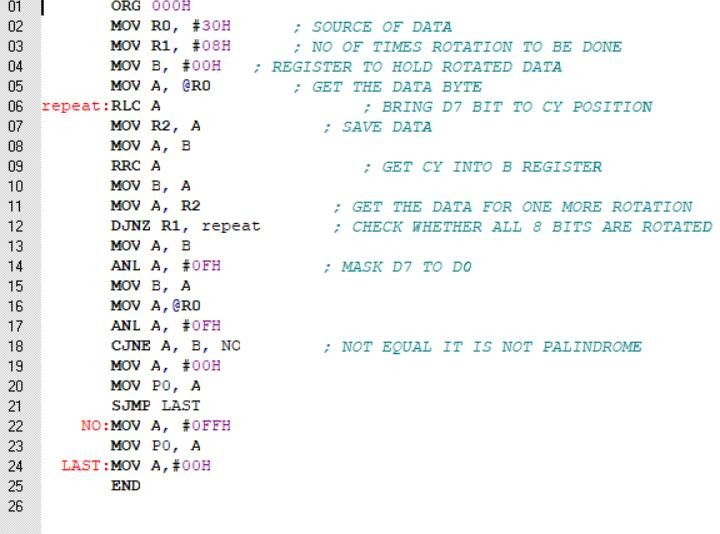 01 ORG 000H
02 MOV R0, #30H ; SOURCE OF DATA
03 MOV R1, #08H ; NO OF TIMES ROTATION TO BE DONE
04 MOV B, #00H ; REGISTER TO HOLD ROTATED DATA
05 MOV A, @R0 ; GET THE DATA BYTE
06 repeat:RLC A ; BRING D7 BIT TO CY POSITION
07 MOV R2, A ; SAVE DATA
08 MOV A, B
09 RRC A ; GET CY INTO B REGISTER
10 MOV B, A
11 MOV A, R2 ; GET THE DATA FOR ONE MORE ROTATION
12 DJNZ R1, repeat ; CHECK WHETHER ALL 8 BITS ARE ROTATED
13 MOV A, B
14 ANL A, #0FH ; MASK D7 TO D0
15 MOV B, A
16 MOV A,@R0
17 ANL A, #0FH
18 CJNE A, B, NO ; NOT EQUAL IT IS NOT PALINDROME
19 MOV A, #00H
20 MOV P0, A
21 SJMP LAST
22 NO:MOV A, #0FFH
23 MOV P0, A
24 LAST:MOV A,#00H
25 END
26